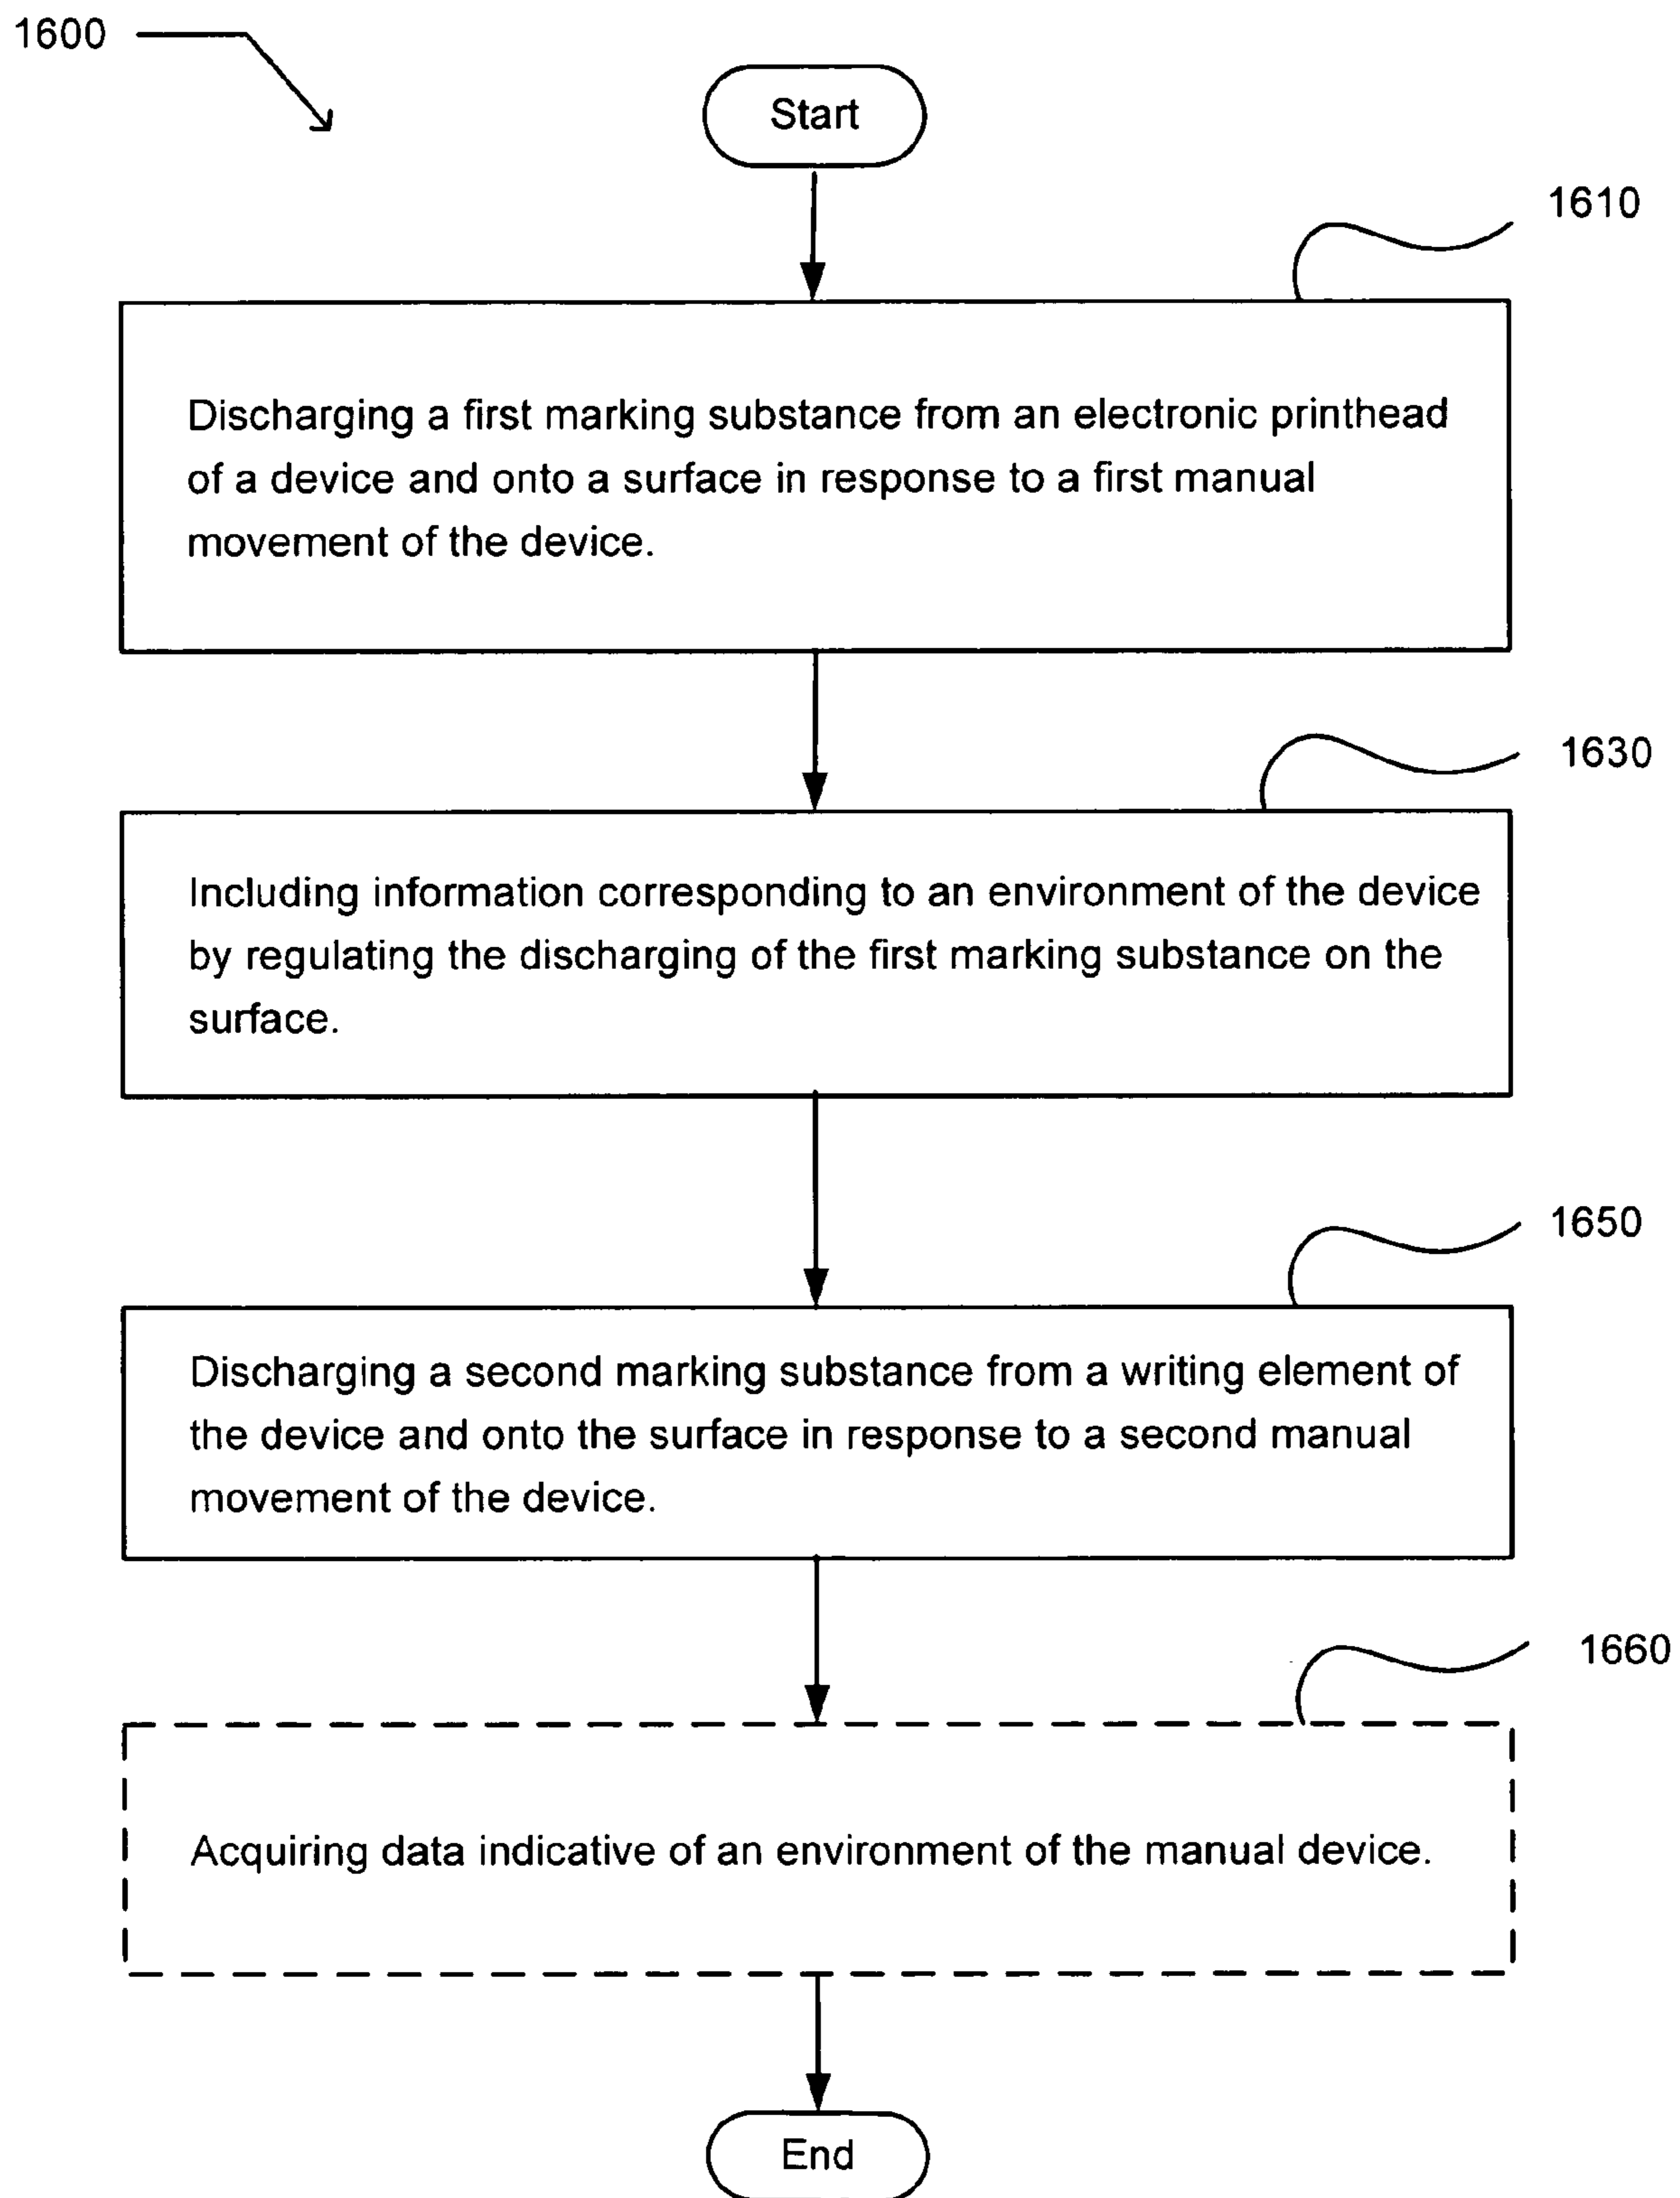 1600
Start
1610
Discharging a first marking substance from an electronic printhead
of a device and onto a surface in response to a first manual
movement of the device.
1630
Including information corresponding to an environment of the device
by regulating the discharging of the first marking substance on the
surface.
1650
Discharging a second marking substance from a writing element of
the device and onto the surface in response to a second manual
movement of the device.
1660
Acquiring data indicative of an environment of the manual device.
End